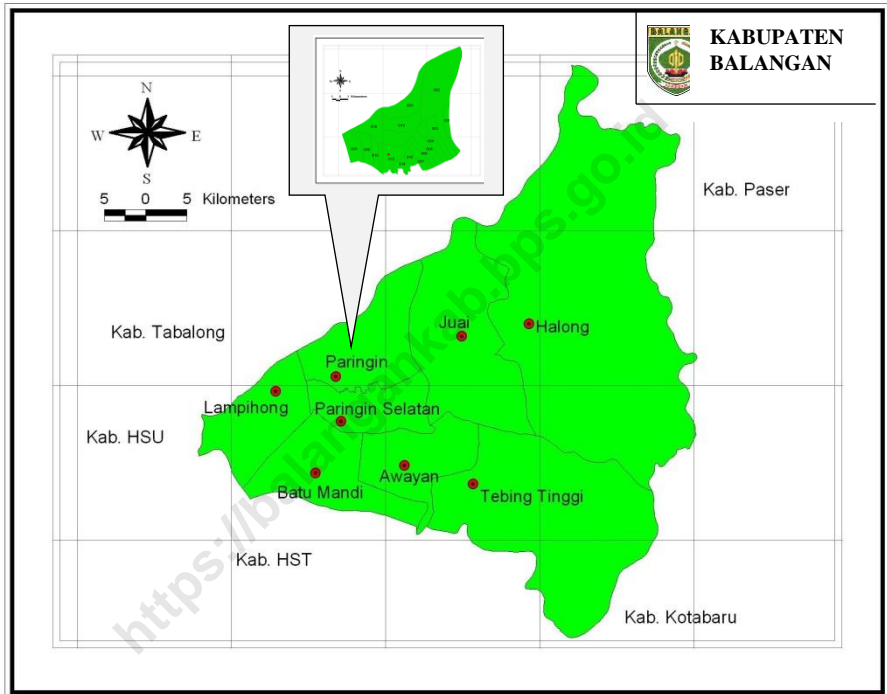 BALANGAN
KABUPATEN
BALANGAN
N
W
E
S
5 0 5 Kilometers
Kab. Paser
Kab. Tabalong
Juai
Halong
Paringin
Lampihong
Paringin Selatan
Kab. HSU
Awayan
Batu Mandi
Tebing Tinggi
Kab. HST
Kab. Kotabaru
https://balangankab.bps.go.id